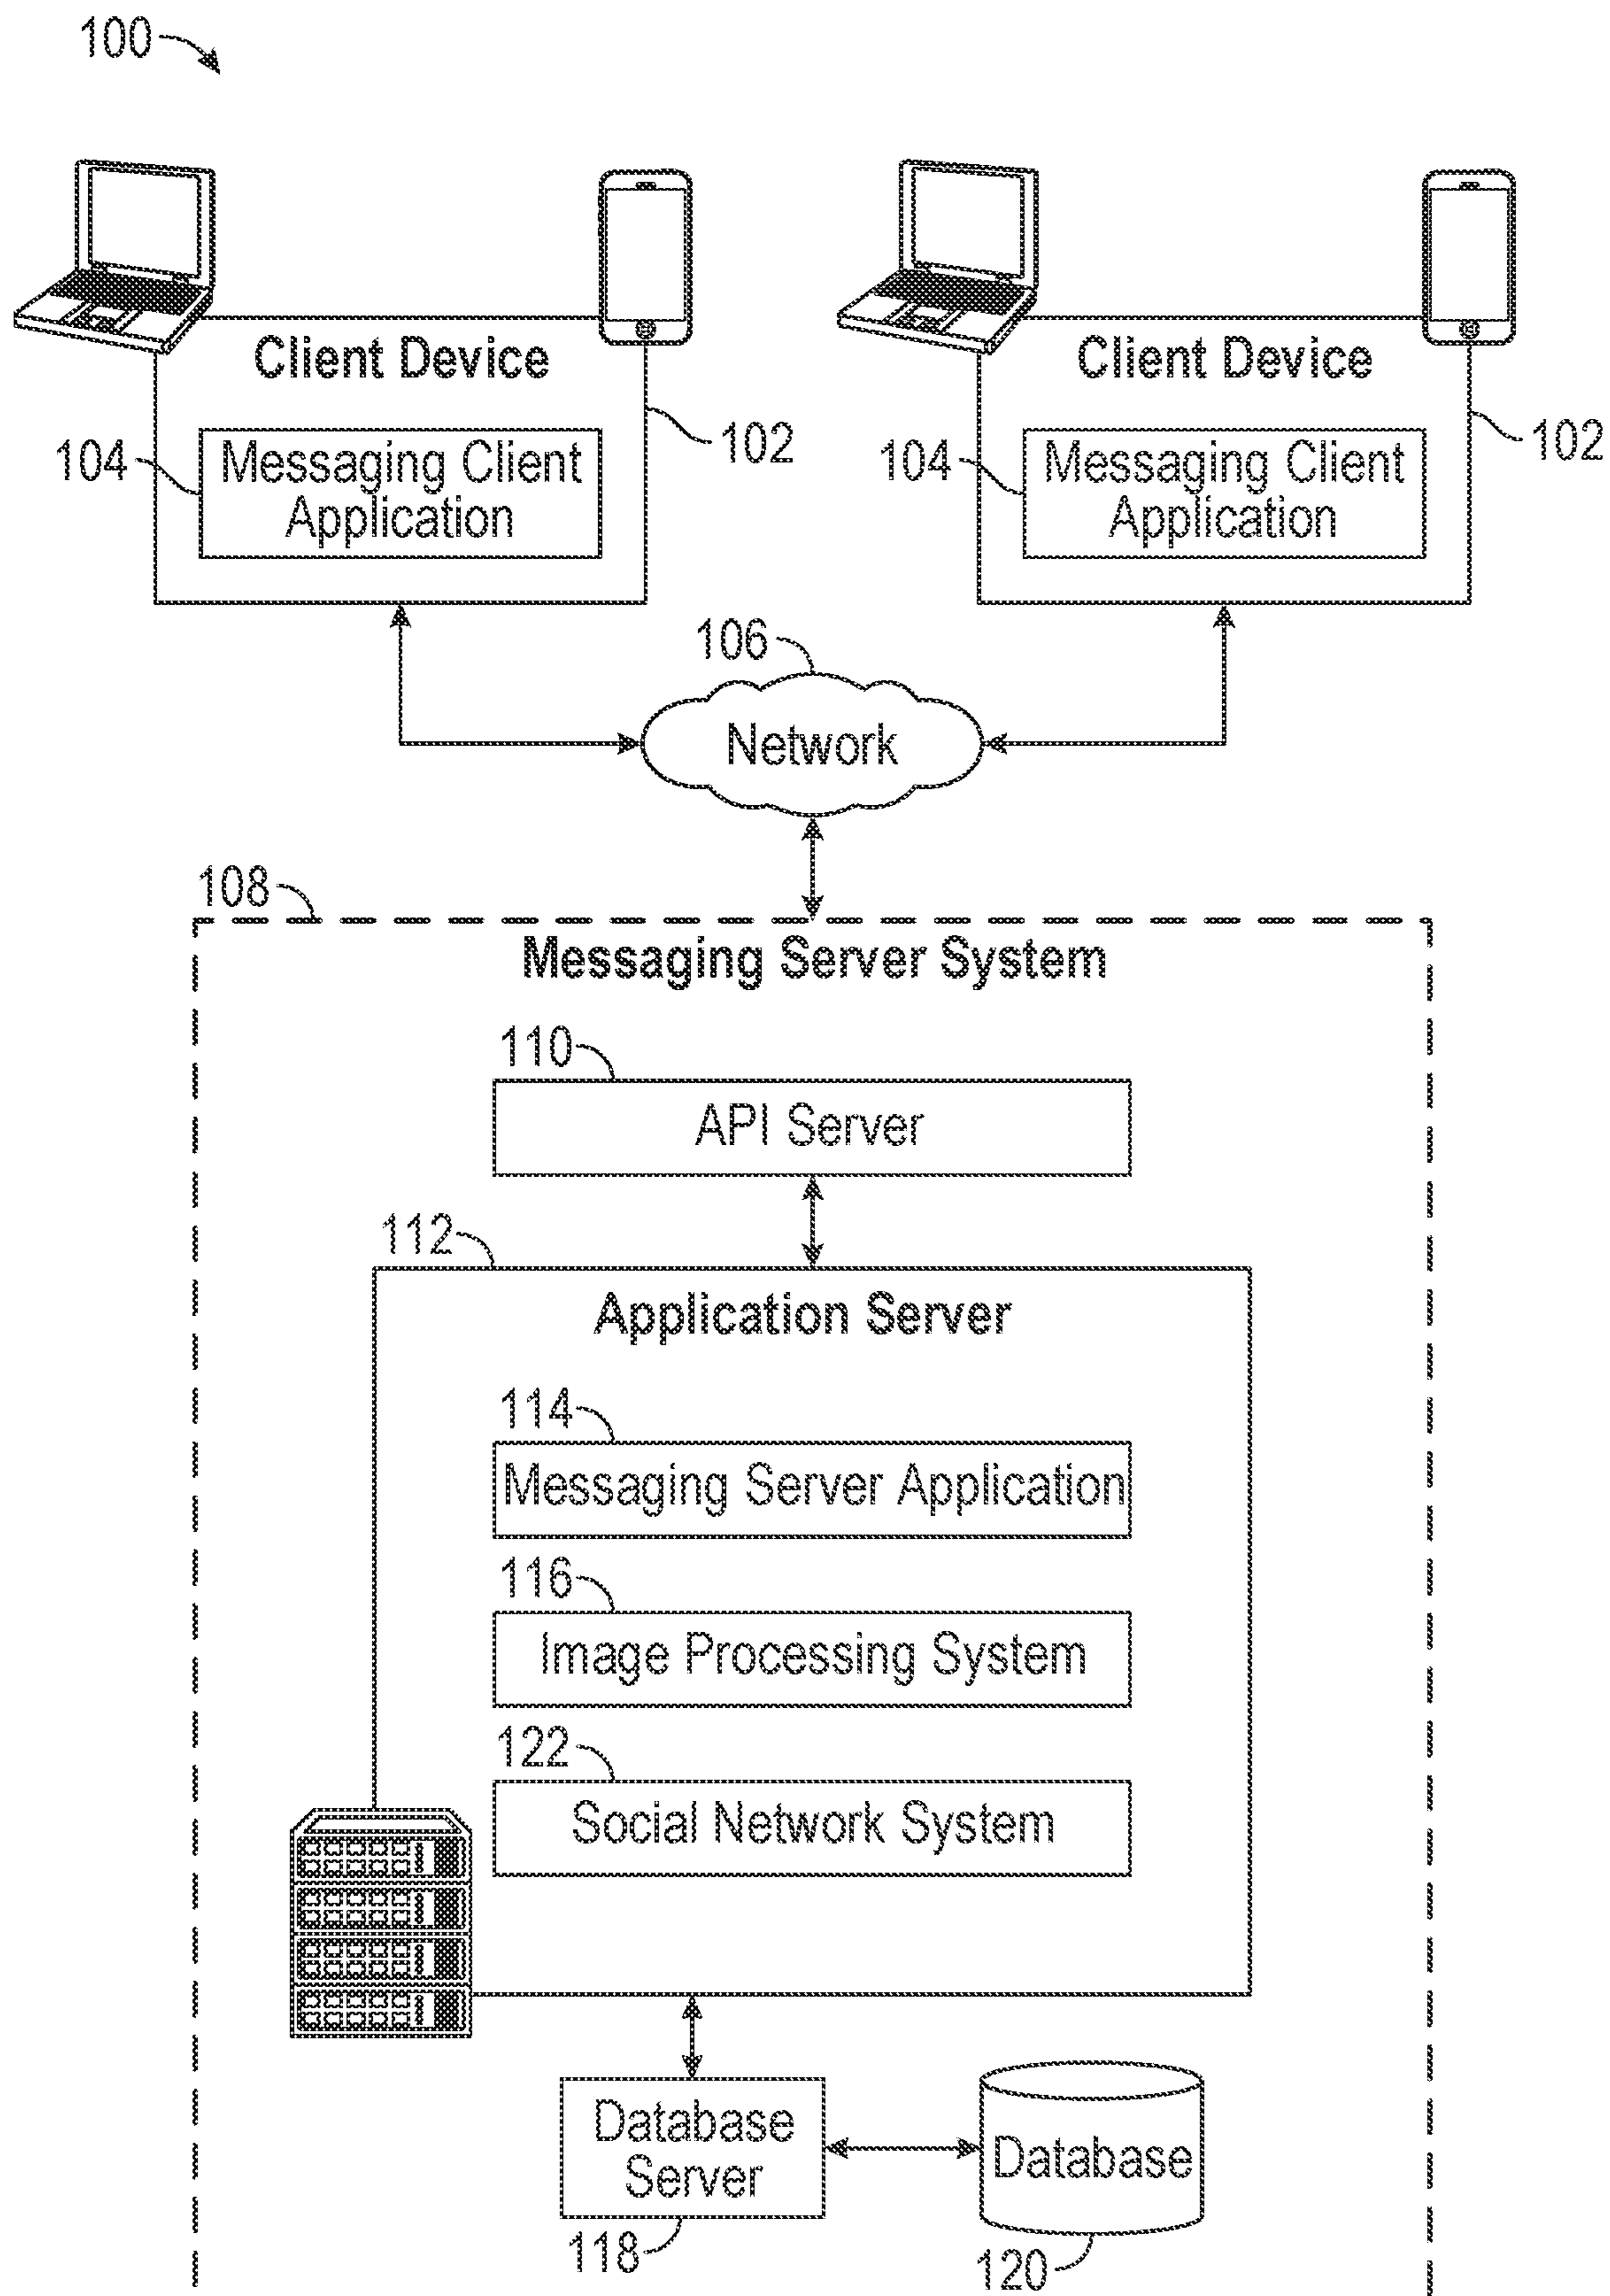 100
Client Device
Client Device
104
Messaging Client
Application
102
104
Messaging Client
Application
102
106
Network
108
Messaging Server System
110
API Server
112
Application Server
114
Messaging Server Application
116
Image Processing System
122
Social Network System
Database
Server
118
Database
120